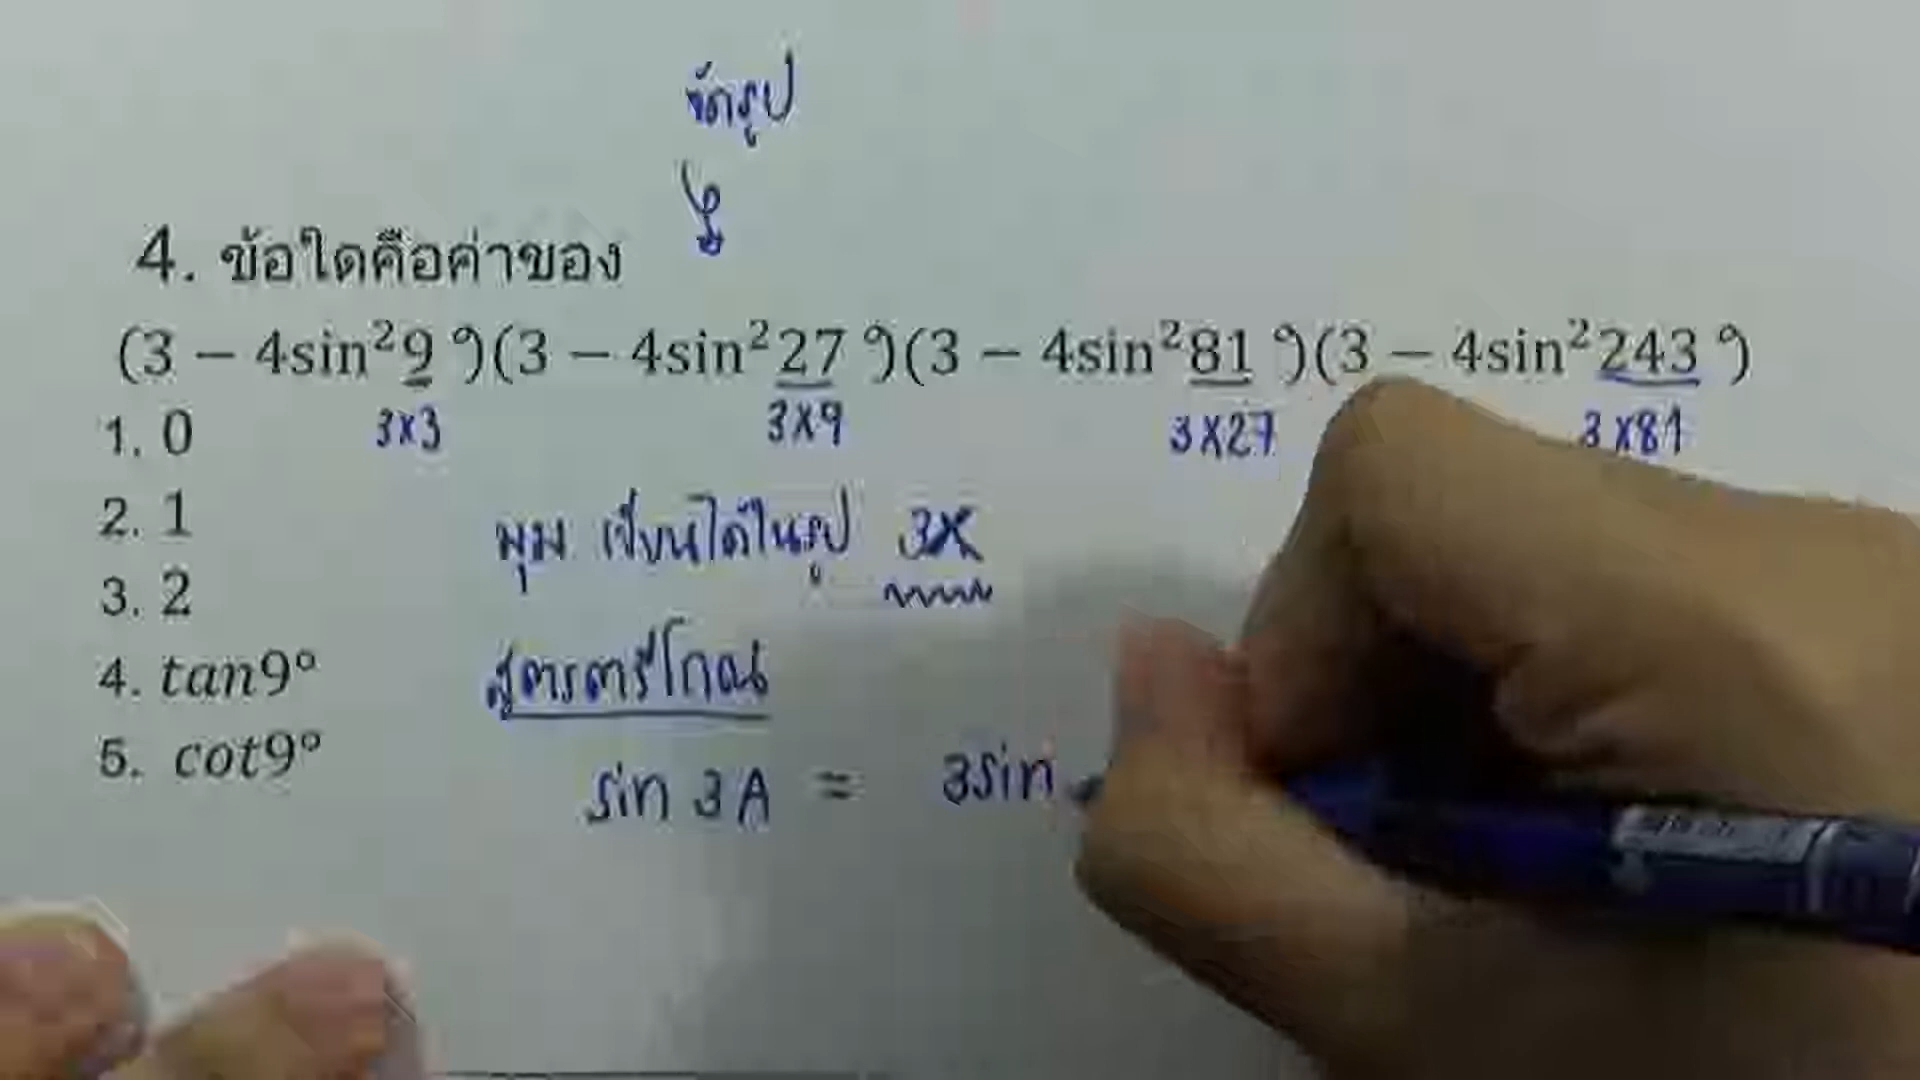 จัดรูป
4. ข้อใดคือค่าของ
(3 − 4sin²9 °)(3 − 4sin²27 °)(3 − 4sin²81 °)(3 − 4sin²243 °)
3x3 3x9 3x27 3x81
1. 0
2. 1
มุม เขียนได้ในรูป 3x
3. 2
4. tan9°
สูตรตรีโกณ
5. cot9°
sin 3A = 3sin